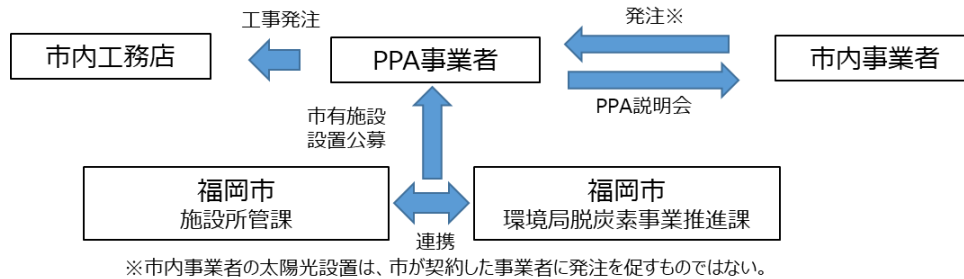 工事発注
発注※
市内工務店
PPA事業者
市内事業者
PPA説明会
市有施設
設置公募
福岡市
施設所管課
福岡市
環境局脱炭素事業推進課
連携
※市内事業者の太陽光設置は、市が契約した事業者に発注を促すものではない。